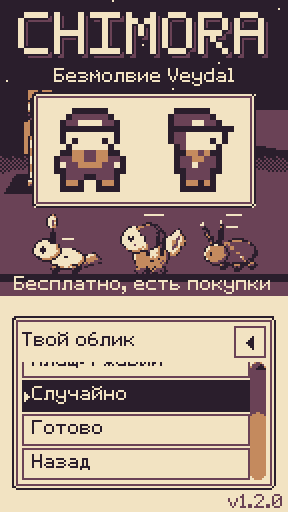 CHIMORA
Безмолвие Veydal
Бесплатно, есть покупки
Твой облик
Случайно
Готово
Назад
v1.2.0